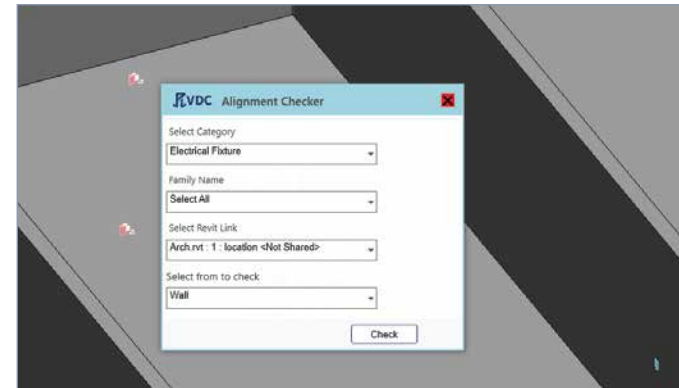 RVDC Alignment Checker
Select Category
Electrical Fixture
Family Name
Select All
Select Revit Link
Arch.rvt : 1 : location <Not Shared>
Select from to check
Wall
Check